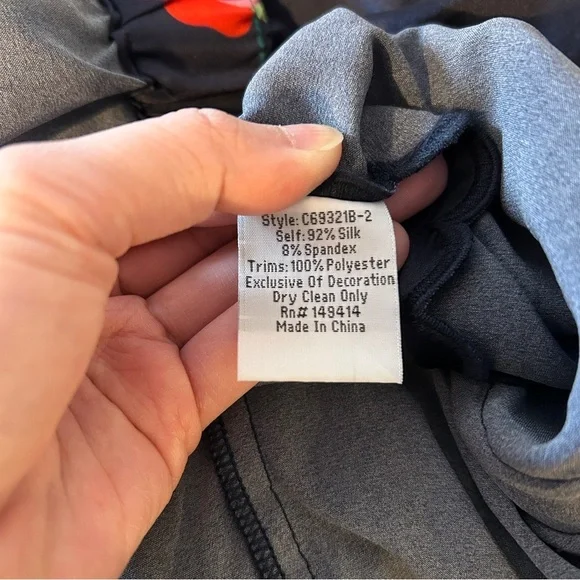 Style: C69321B-2
Self: 92% Silk
8% Spandex
Trims: 100% Polyester
Exclusive Of Decoration
Dry Clean Only
Rn# 149414
Made In China